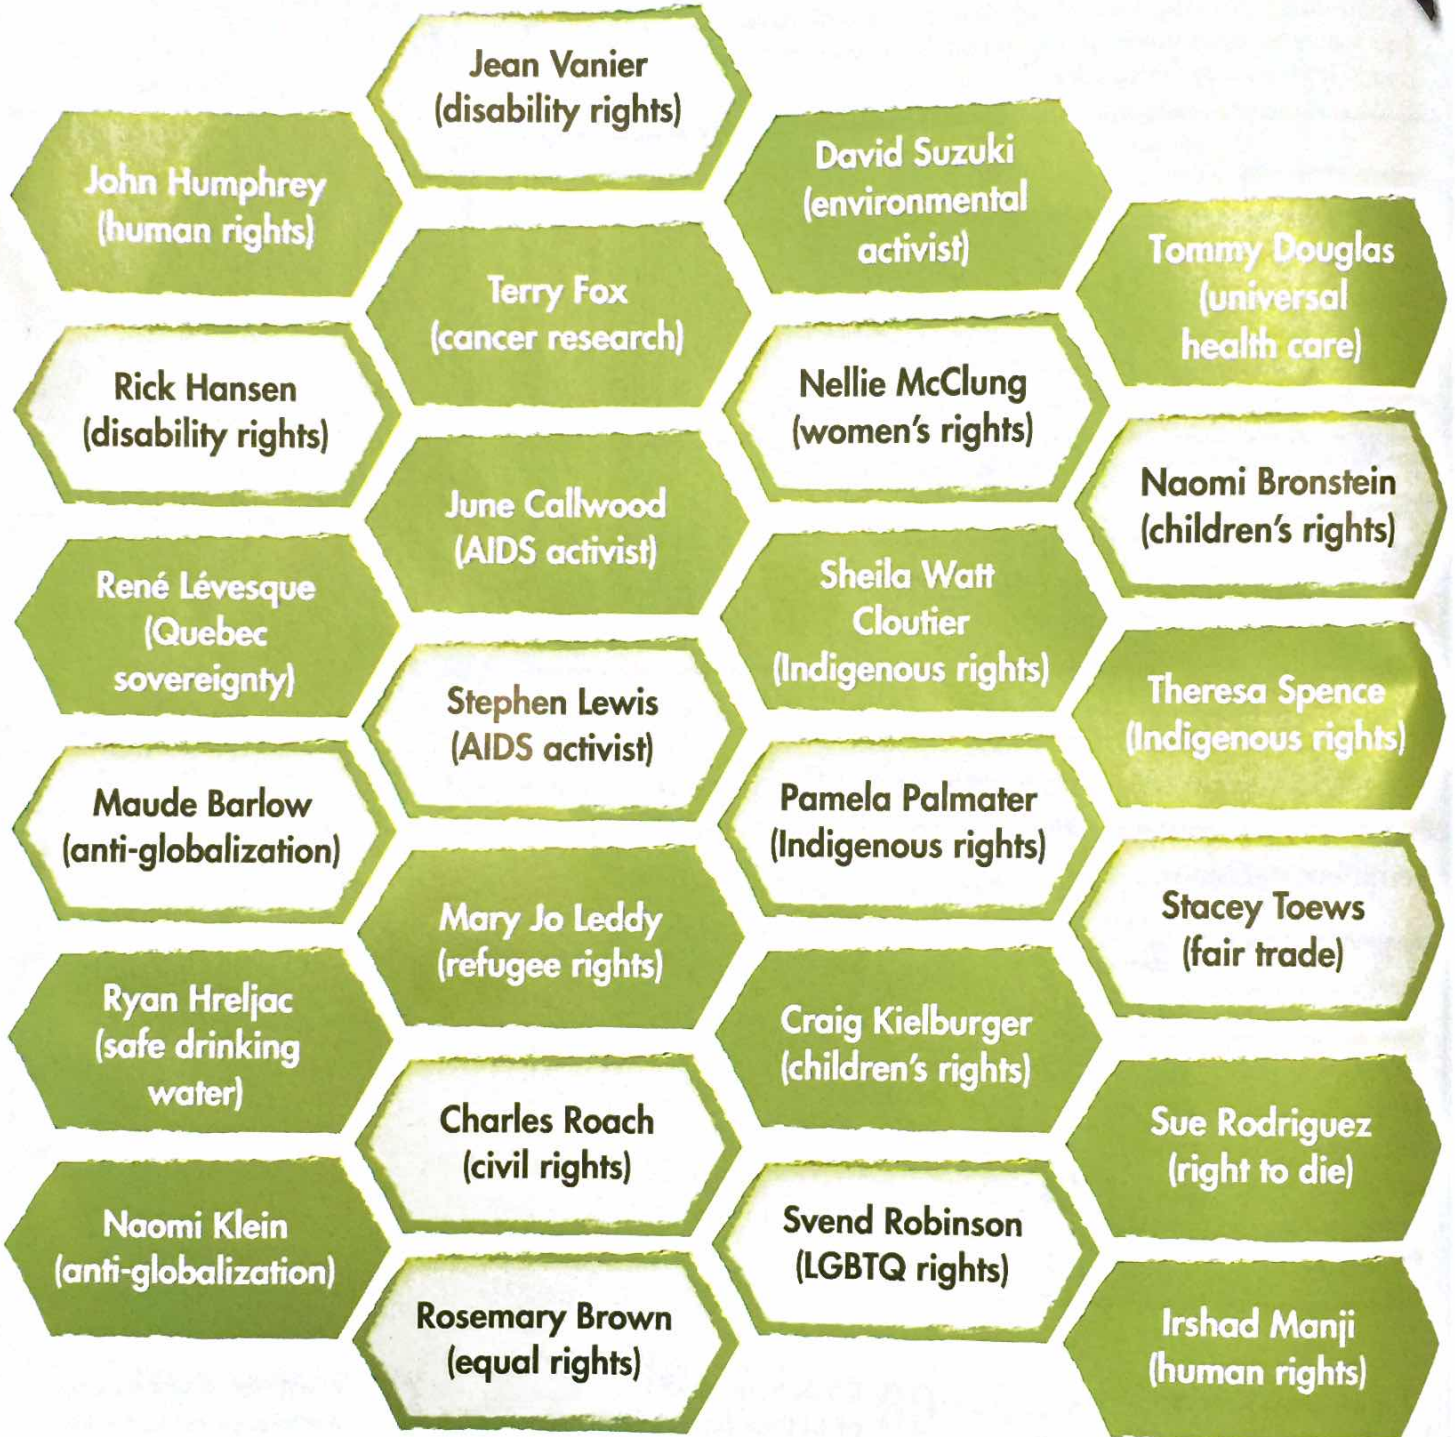 Jean Vanier
(disability rights)
John Humphrey
(human rights)
David Suzuki
(environmental
activist)
Tommy Douglas
(universal
health care)
Terry Fox
(cancer research)
Rick Hansen
(disability rights)
Nellie McClung
(women's rights)
Naomi Bronstein
(children's rights)
June Callwood
(AIDS activist)
René Lévesque
(Quebec
sovereignty)
Sheila Watt
Cloutier
(Indigenous rights)
Stephen Lewis
(AIDS activist)
Theresa Spence
(Indigenous rights)
Maude Barlow
(anti-globalization)
Pamela Palmater
(Indigenous rights)
Mary Jo Leddy
(refugee rights)
Stacey Toews
(fair trade)
Ryan Hreljac
(safe drinking
water)
Craig Kielburger
(children's rights)
Charles Roach
(civil rights)
Sue Rodriguez
(right to die)
Naomi Klein
(anti-globalization)
Svend Robinson
(LGBTQ rights)
Rosemary Brown
(equal rights)
Irshad Manji
(human rights)